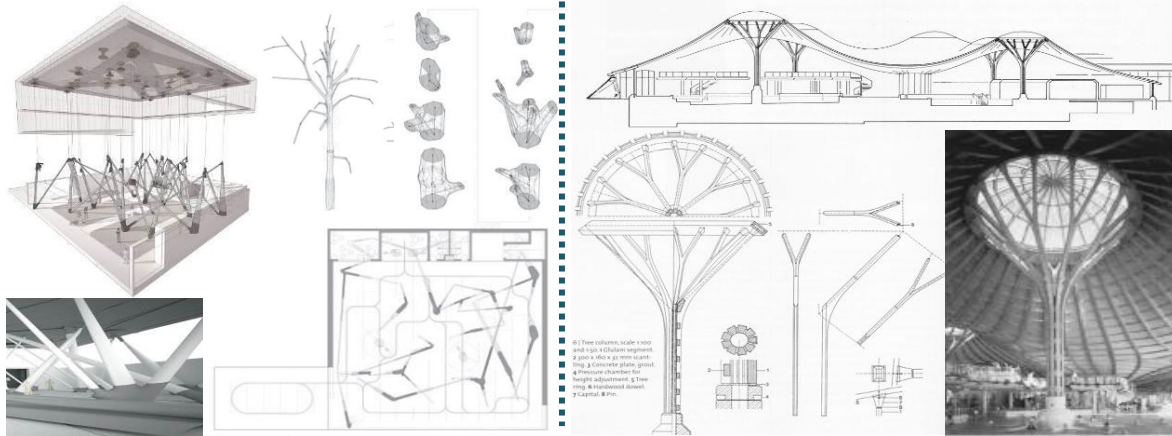 6 | Tree column, scale 1:100
and 1:50. 1 Glulam segment.
2 300 x 160 x 32 mm scant-
ling. 3 Concrete plate, grout.
4 Pressure chamber for
height adjustment. 5 Tree
ring. 6 Hardwood dowel.
7 Capital. 8 Pin.